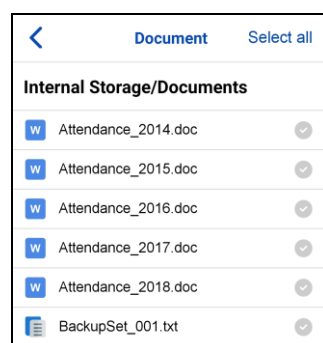 Document Select all
Internal Storage/Documents
W Attendance_2014.doc
W Attendance_2015.doc
W Attendance_2016.doc
W Attendance_2017.doc
W Attendance_2018.doc
BackupSet_001.txt